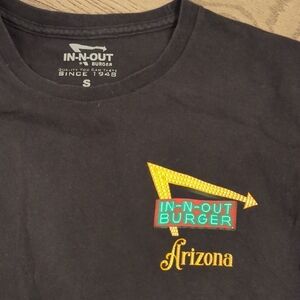 IN-N-OUT
BURGER
QUALITY YOU CAN TASTE
SINCE 1948
S
IN-N-OUT
BURGER
Arizona